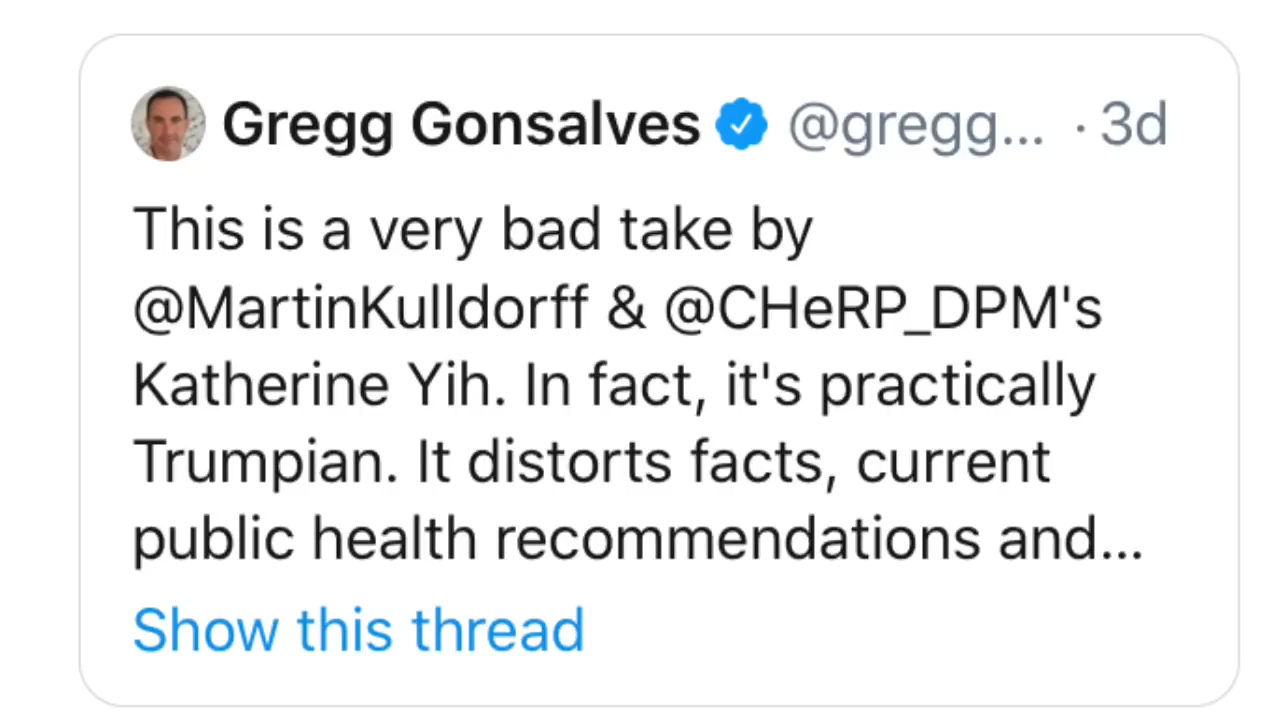 Gregg Gonsalves @gregg... · 3d
This is a very bad take by
@MartinKulldorff & @CHeRP_DPM's
Katherine Yih. In fact, it's practically
Trumpian. It distorts facts, current
public health recommendations and...
Show this thread